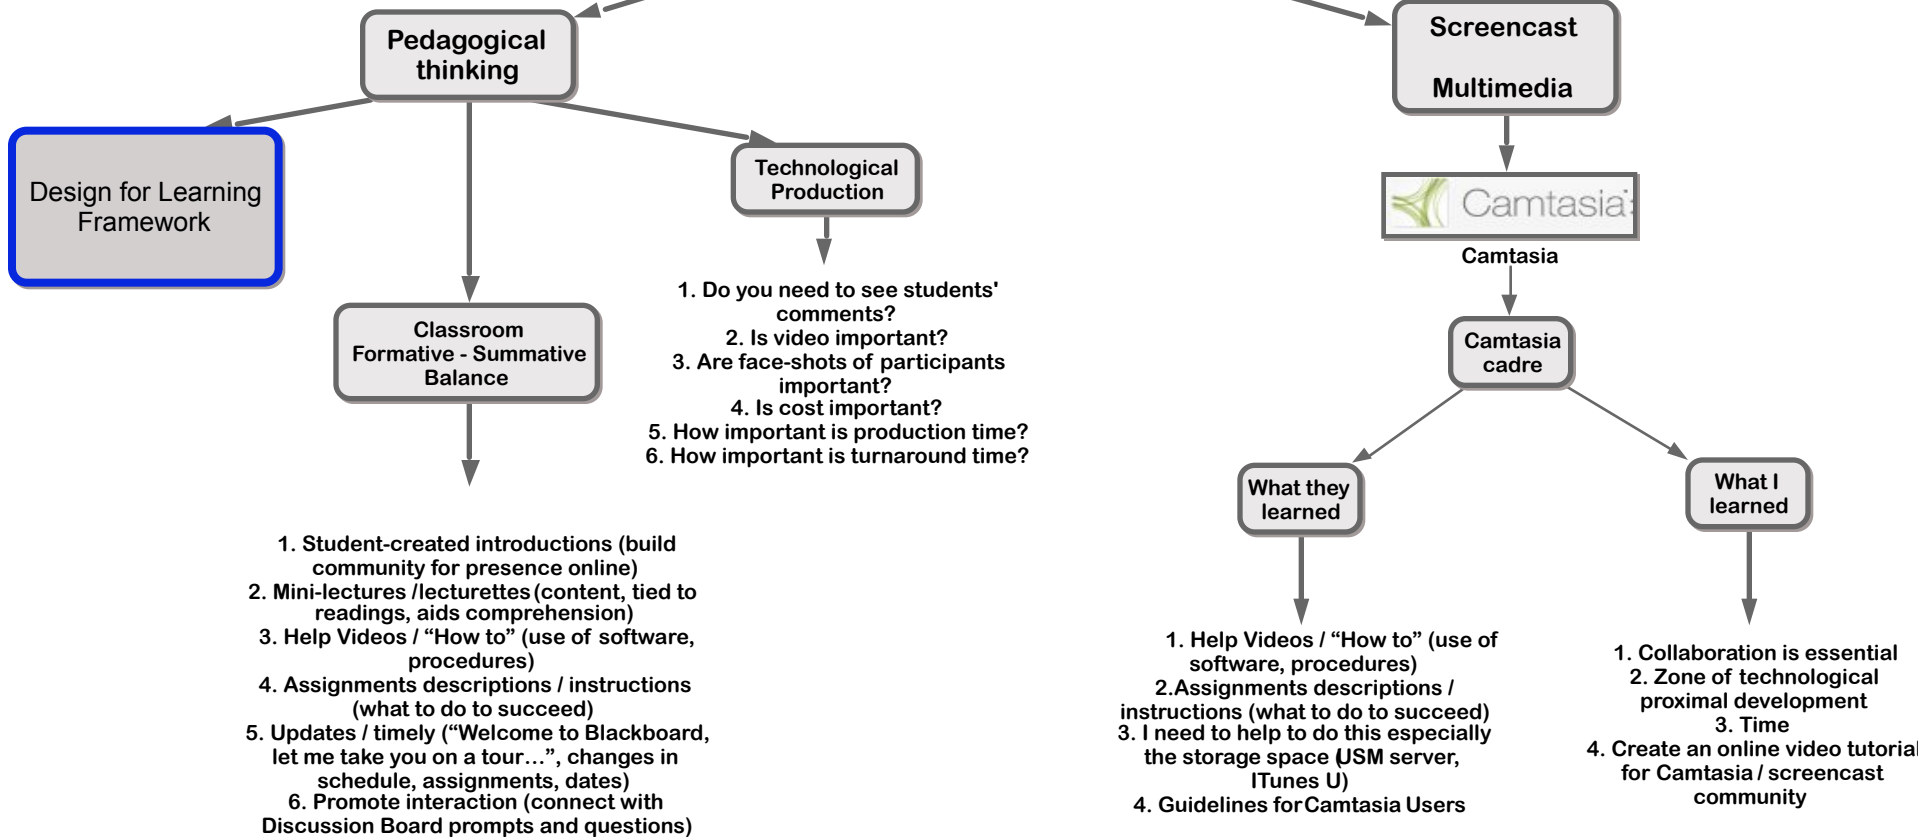 Pedagogical
thinking
Design for Learning
Framework
Technological
Production
1. Do you need to see students'
comments?
2. Is video important?
3. Are face-shots of participants
important?
4. Is cost important?
5. How important is production time?
6. How important is turnaround time?
Classroom
Formative - Summative
Balance
1. Student-created introductions (build
community for presence online)
2. Mini-lectures /lecturettes (content, tied to
readings, aids comprehension)
3. Help Videos / “How to” (use of software,
procedures)
4. Assignments descriptions / instructions
(what to do to succeed)
5. Updates / timely (“Welcome to Blackboard,
let me take you on a tour…”, changes in
schedule, assignments, dates)
6. Promote interaction (connect with
Discussion Board prompts and questions)
Screencast
Multimedia
Camtasia
Camtasia
Camtasia
cadre
What they
learned
1. Help Videos / “How to” (use of
software, procedures)
2.Assignments descriptions /
instructions (what to do to succeed)
3. I need to help to do this especially
the storage space (USM server,
ITunes U)
4. Guidelines for Camtasia Users
What I
learned
1. Collaboration is essential
2. Zone of technological
proximal development
3. Time
4. Create an online video tutorial
for Camtasia / screencast
community